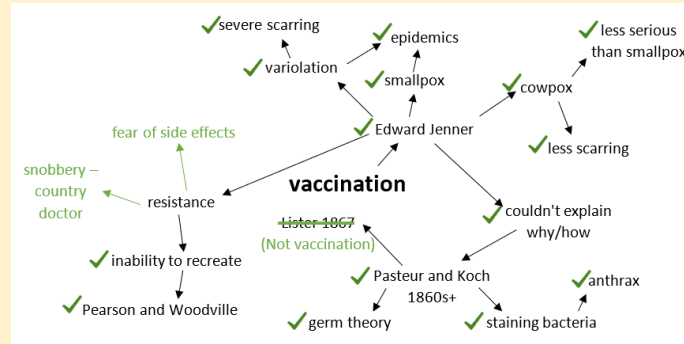 severe scarring
epidemics
less serious
than smallpox
variolation
smallpox
cowpox
Edward Jenner
fear of side effects
less scarring
snobbery –
country
doctor
vaccination
resistance
Lister 1867
(Not vaccination)
couldn't explain
why/how
inability to recreate
Pasteur and Koch
1860s+
anthrax
Pearson and Woodville
germ theory
staining bacteria